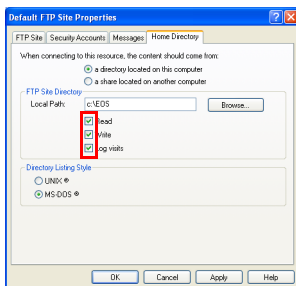 Default FTP Site Properties
FTP Site Security Accounts Messages Home Directory
When connecting to this resource, the content should come from:
a directory located on this computer
a share located on another computer
FTP Site Directory
Local Path: c:\EOS Browse...
Read
Write
Log visits
Directory Listing Style
UNIX ®
MS-DOS ®
OK Cancel Apply Help